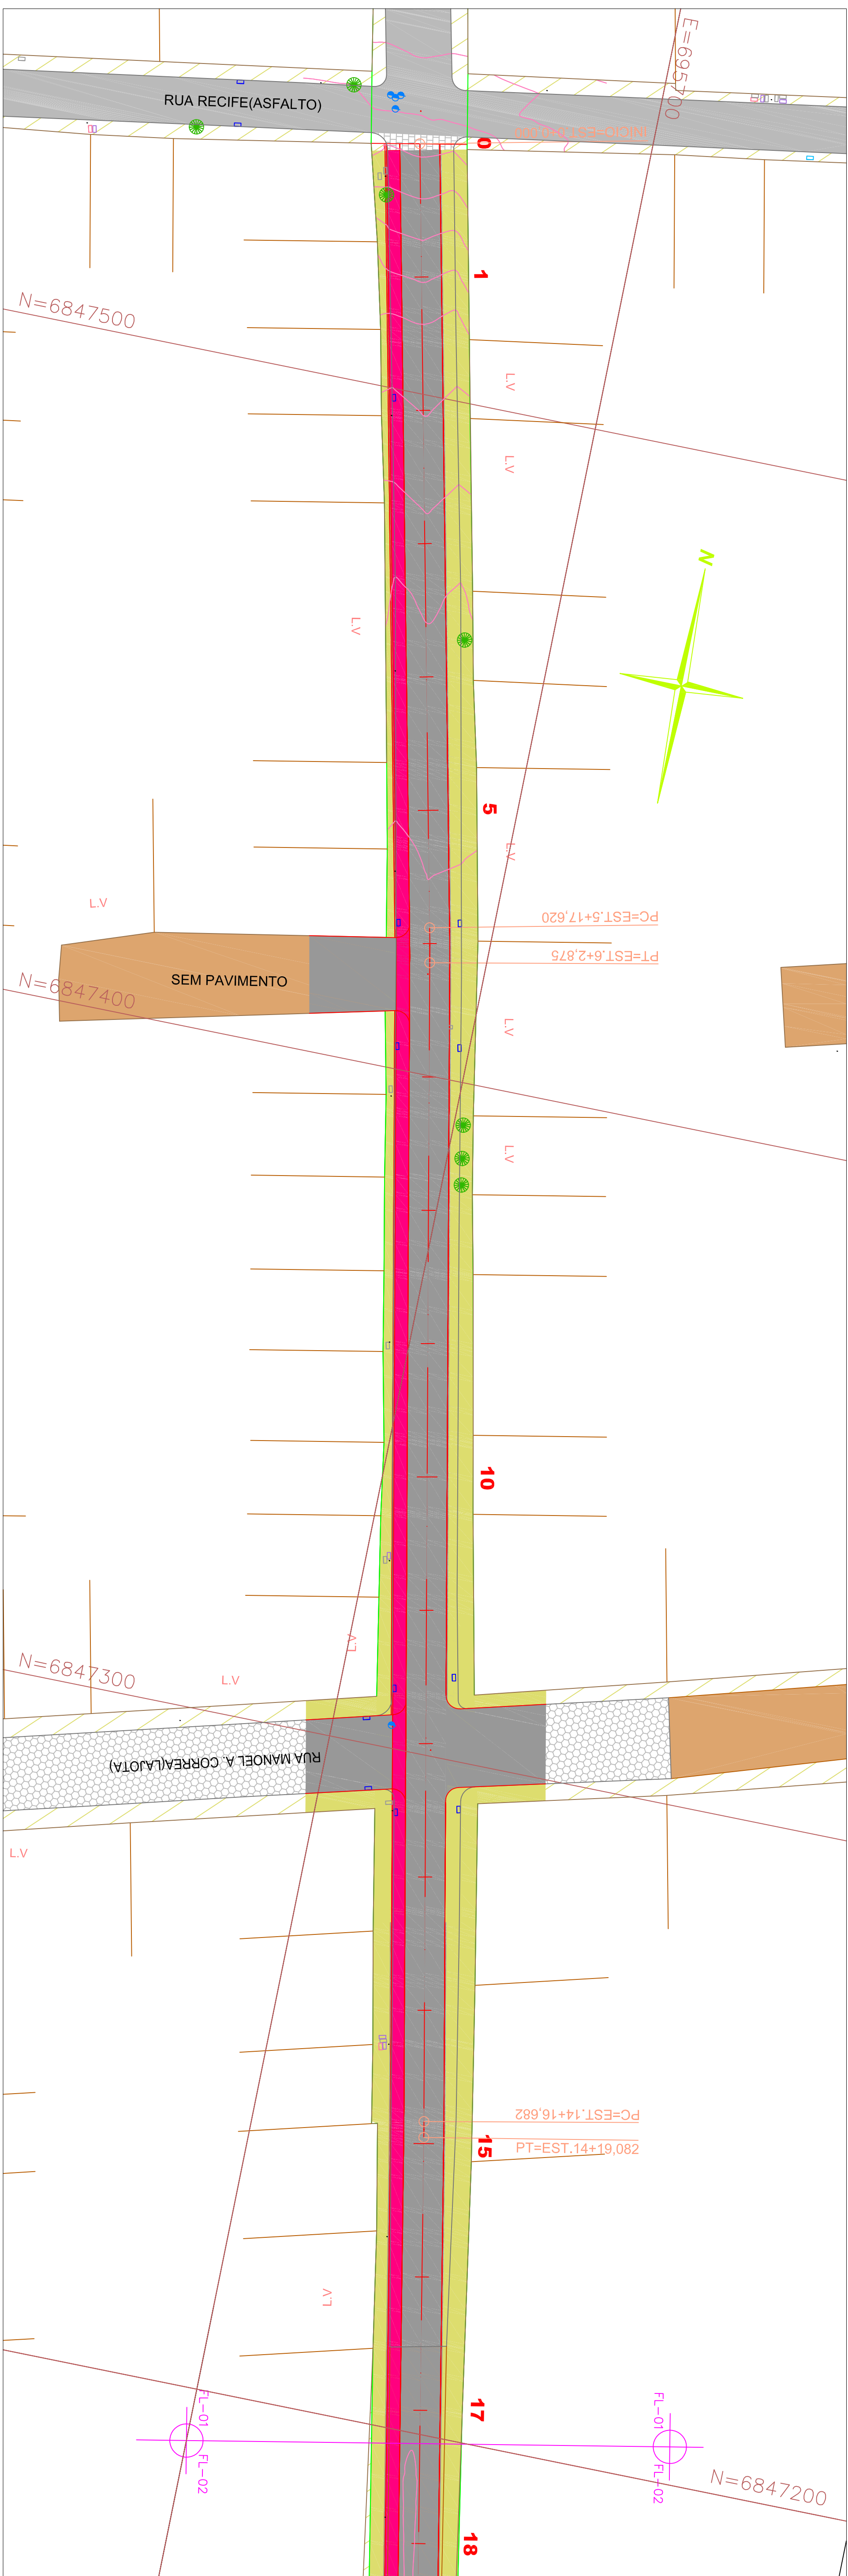 E=695700
RUA RECIFE(ASFALTO)
0
1
N=6847500
L.V
L.V
N
L.V
5
L.V
PC=EST.5+17,620
L.V
PT=EST.6+2,875
SEM PAVIMENTO
N=6847400
L.V
L.V
10
L.V
N=6847300
L.V
RUA MANOEL A. CORREA(LAJOTA)
L.V
PC=EST.14+16,682
15
PT=EST.14+19,082
L.V
17
FL-01
FL-02
FL-01
FL-02
N=6847200
18